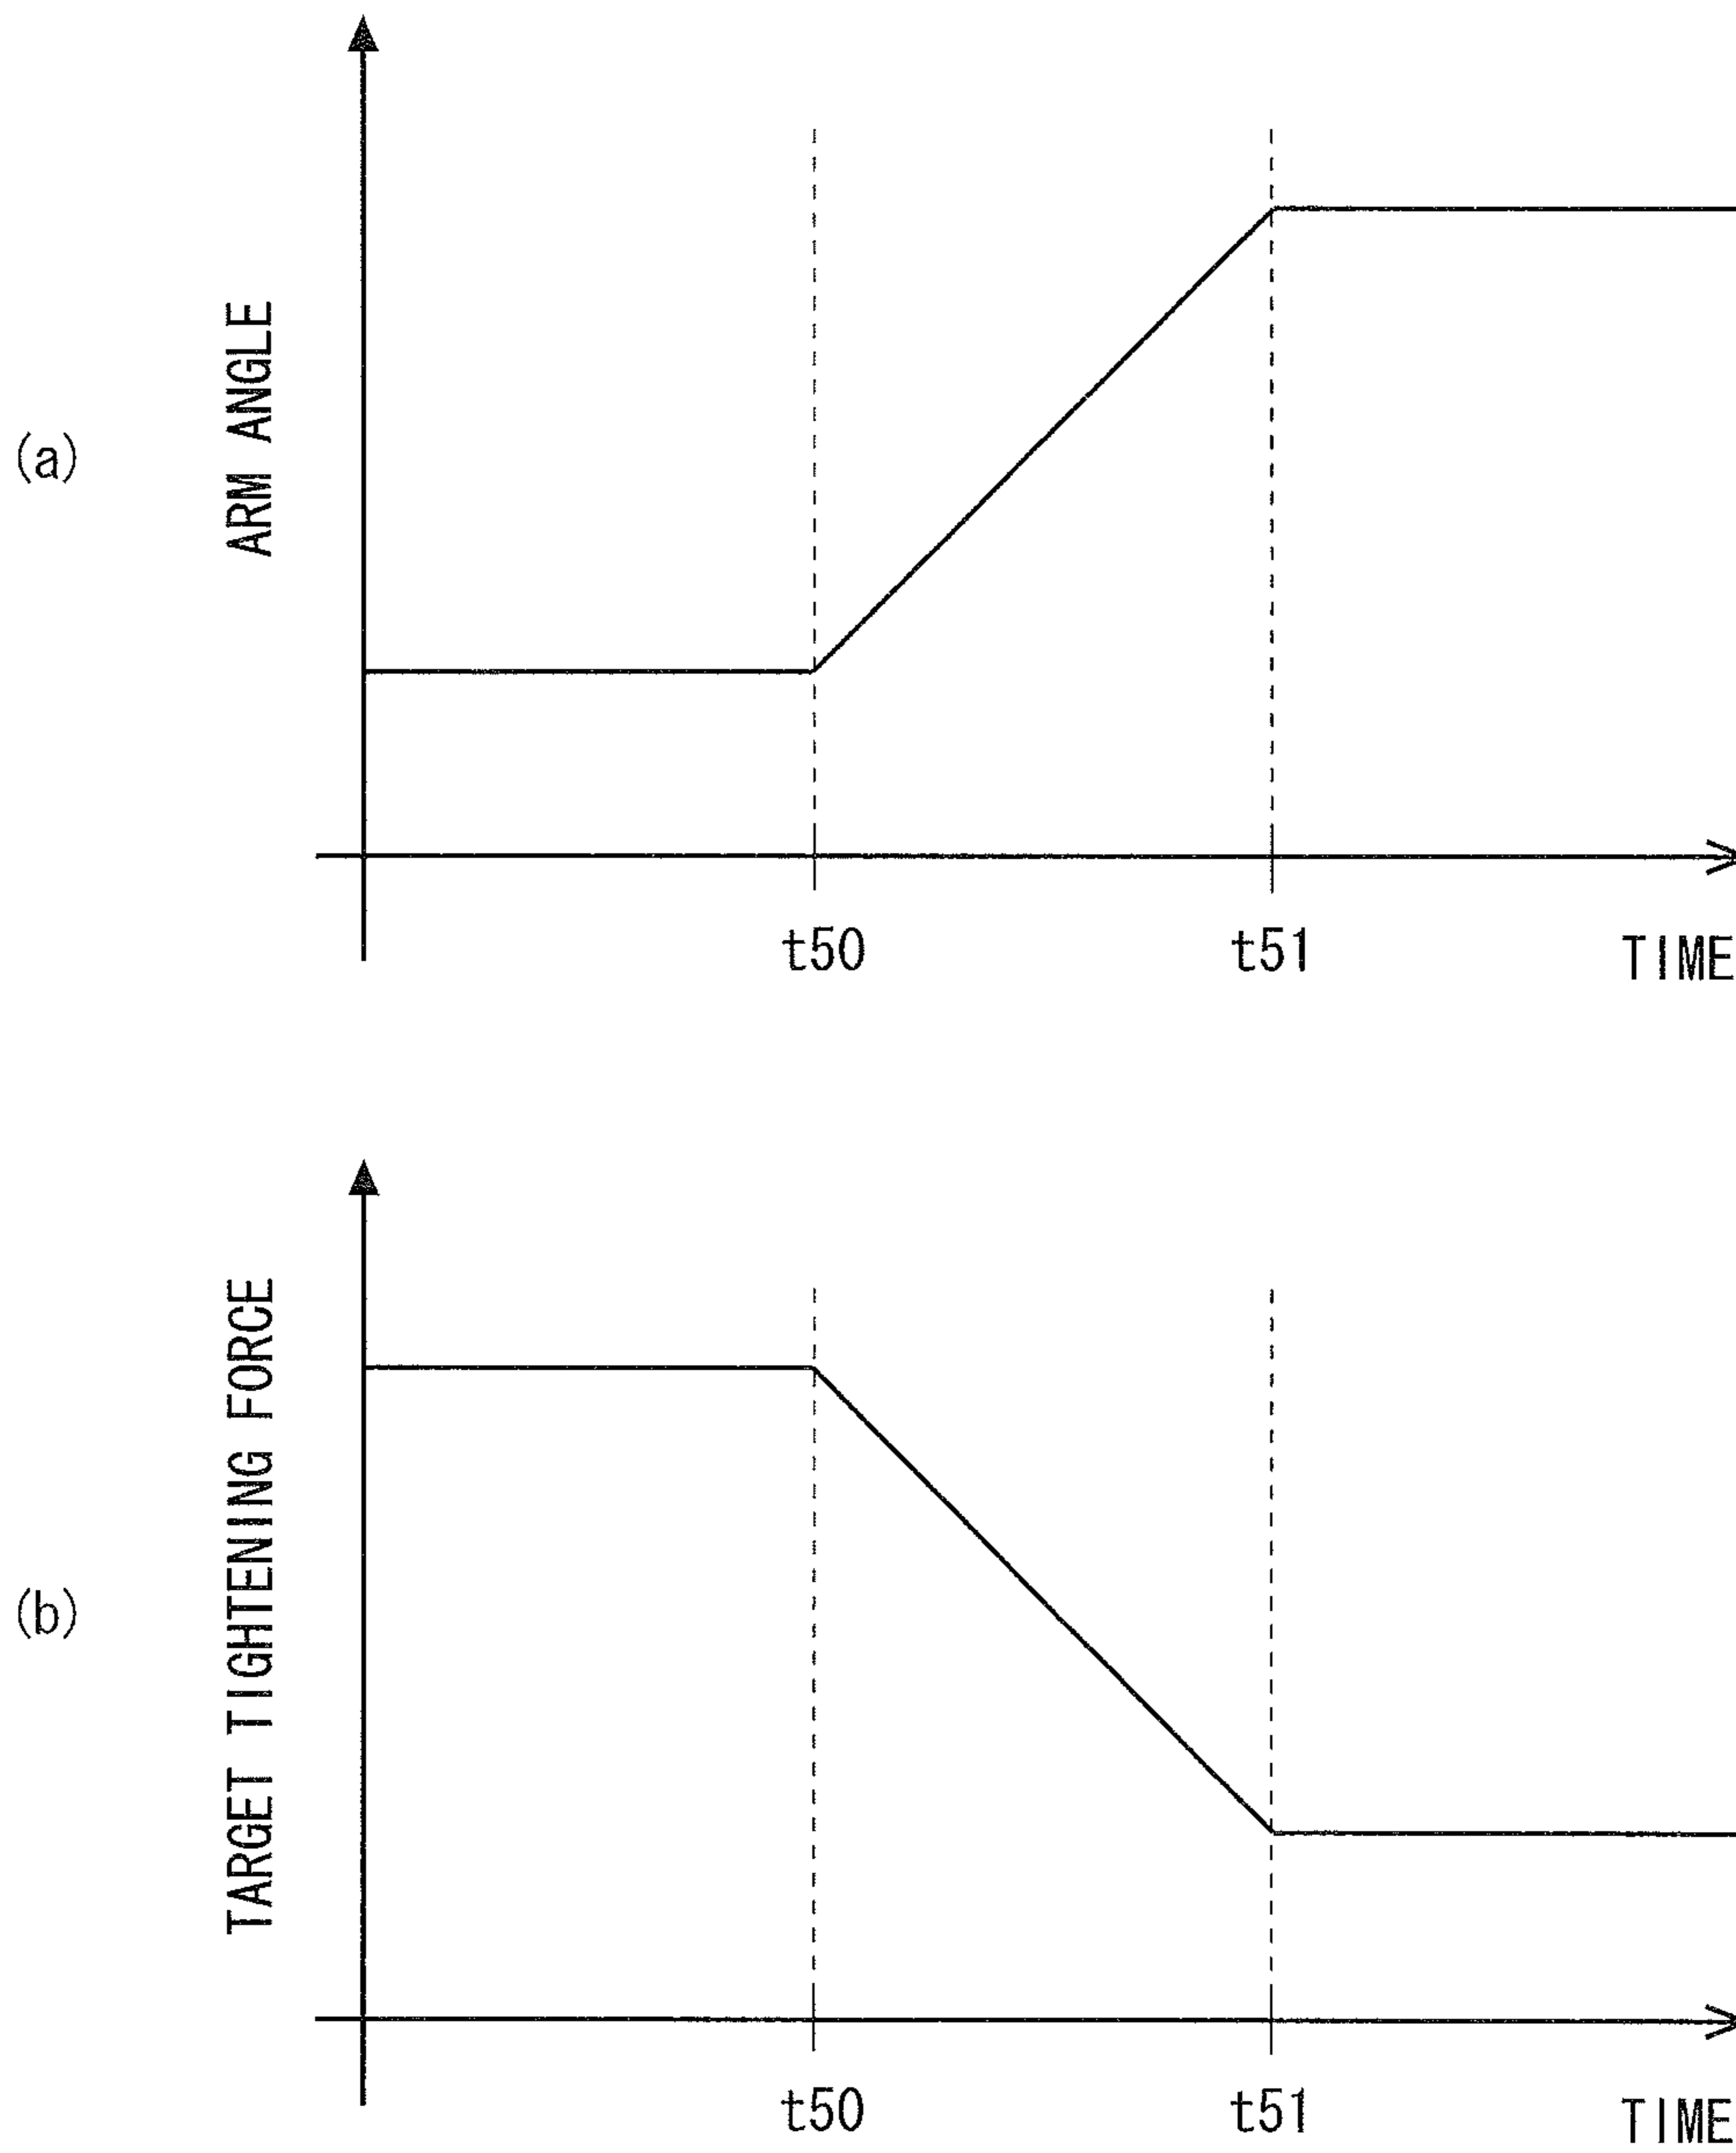 (a)
ARM ANGLE
t50
t51
TIME
(b)
TARGET TIGHTENING FORCE
t50
t51
TIME